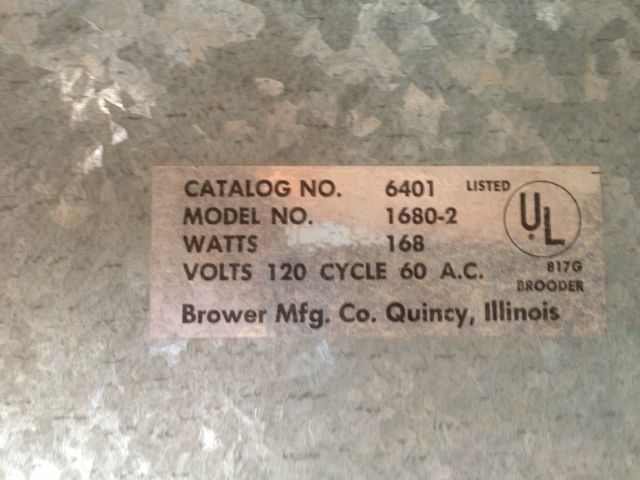 CATALOG NO. 6401 LISTED
MODEL NO. 1680-2
UL
WATTS 168
VOLTS 120 CYCLE 60 A.C. 817G
BROODER
Brower Mfg. Co. Quincy, Illinois